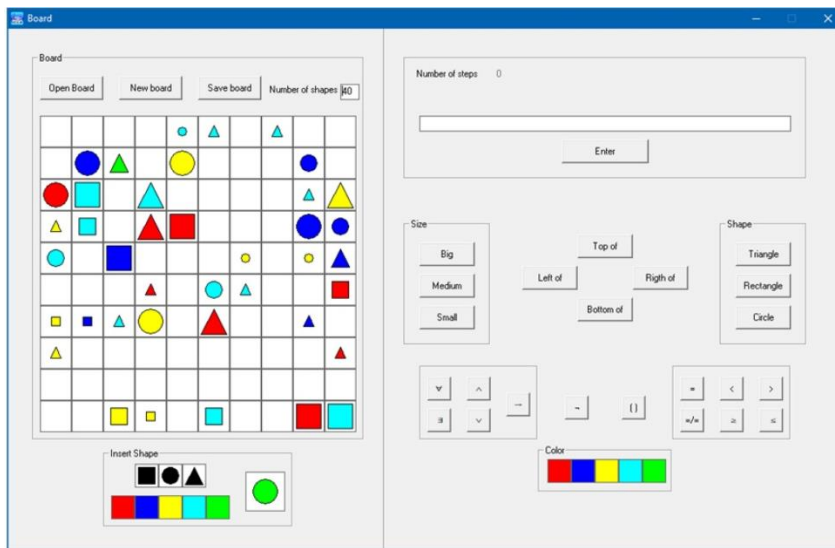 Board
Board
Open Board New board Save board Number of shapes 40
Insert Shape
Number of steps 0
Enter
Size
Big
Medium
Small
Top of
Left of Rigth of
Bottom of
Shape
Triangle
Rectangle
Circle
∀ ∧ → ¬ ( ) = < >
∃ ∨ =/= ≥ ≤
Color